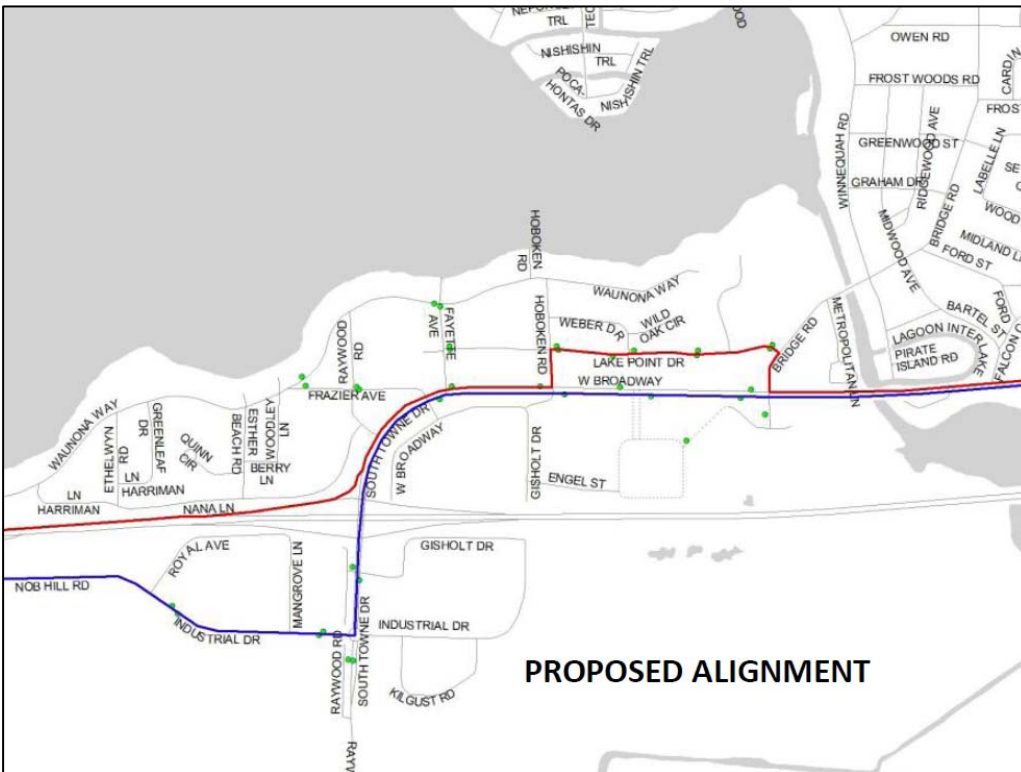 TRL
NISHISHIN
TRL
POCA-
HONTAS DR
NISHISHIN TRL
OWEN RD
FROST WOODS RD
FROST
GREENWOOD ST
GRAHAM DR
RIDGEWOOD AVE
LABELLE LN
WINNEQUAH RD
BRIDGE RD
MIDWOOD AVE
WOOD
MIDLAND
FORD ST
FORD
BARTEL ST
LAGOON
INTERLAKE
PIRATE
ISLAND RD
FALCON
HOBOKEN
RD
WAUNONA WAY
WEBER DR
WILD
OAK CIR
FAYETTE
AVE
HOBOKEN RD
LAKE POINT DR
BRIDGE RD
METROPOLITAN LN
RAYWOOD
RD
W BROADWAY
FRAZIER AVE
WAUNONA WAY
ETHELWYN
RD
GREENLEAF
DR
QUINN
CIR
ESTHER
BEACH RD
WOODLEY
LN
BERRY
LN
SOUTH TOWNE DR
W BROADWAY
GISHOLT DR
ENGEL ST
LN
HARRIMAN
LN
HARRIMAN
NANA LN
ROYAL AVE
MANGROVE LN
GISHOLT DR
NOB HILL RD
INDUSTRIAL DR
RAYWOOD RD
SOUTH TOWNE DR
INDUSTRIAL DR
KILGUST RD
PROPOSED ALIGNMENT